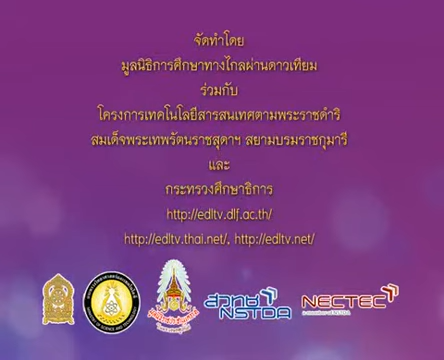 จัดทำโดย
มูลนิธิการศึกษาทางไกลผ่านดาวเทียม
ร่วมกับ
โครงการเทคโนโลยีสารสนเทศตามพระราชดำริ
สมเด็จพระเทพรัตนราชสุดาฯ สยามบรมราชกุมารี
และ
กระทรวงศึกษาธิการ
http://edltv.dlf.ac.th/
http://edltv.thai.net/, http://edltv.net/
สวทช
NSTDA
NECTEC
a member of NSTDA